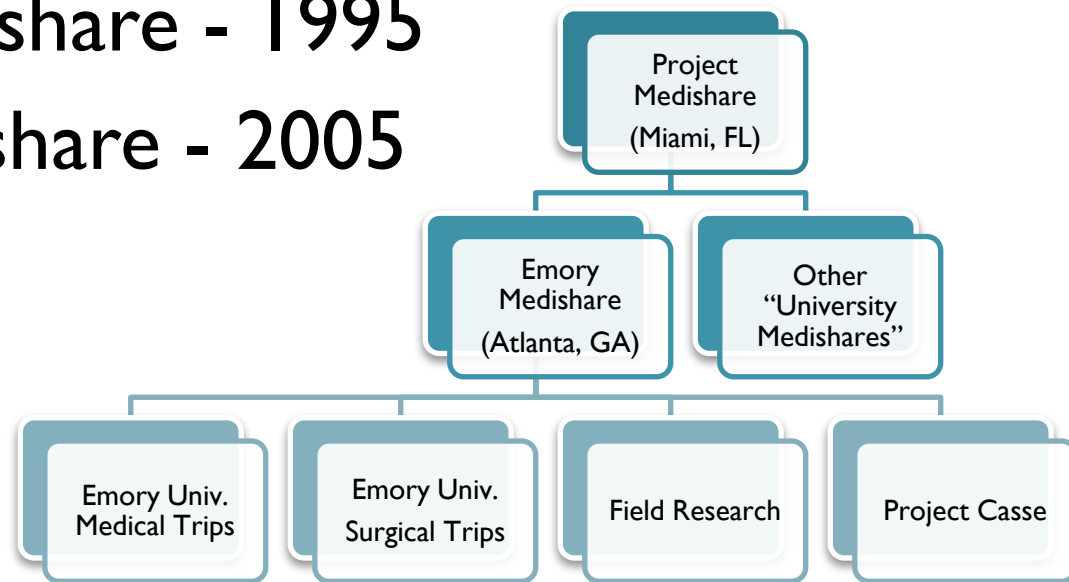 share - 1995
share - 2005
Project
Medishare
(Miami, FL)
Emory
Medishare
(Atlanta, GA)
Other
“University
Medishares”
Emory Univ.
Medical Trips
Emory Univ.
Surgical Trips
Field Research
Project Casse